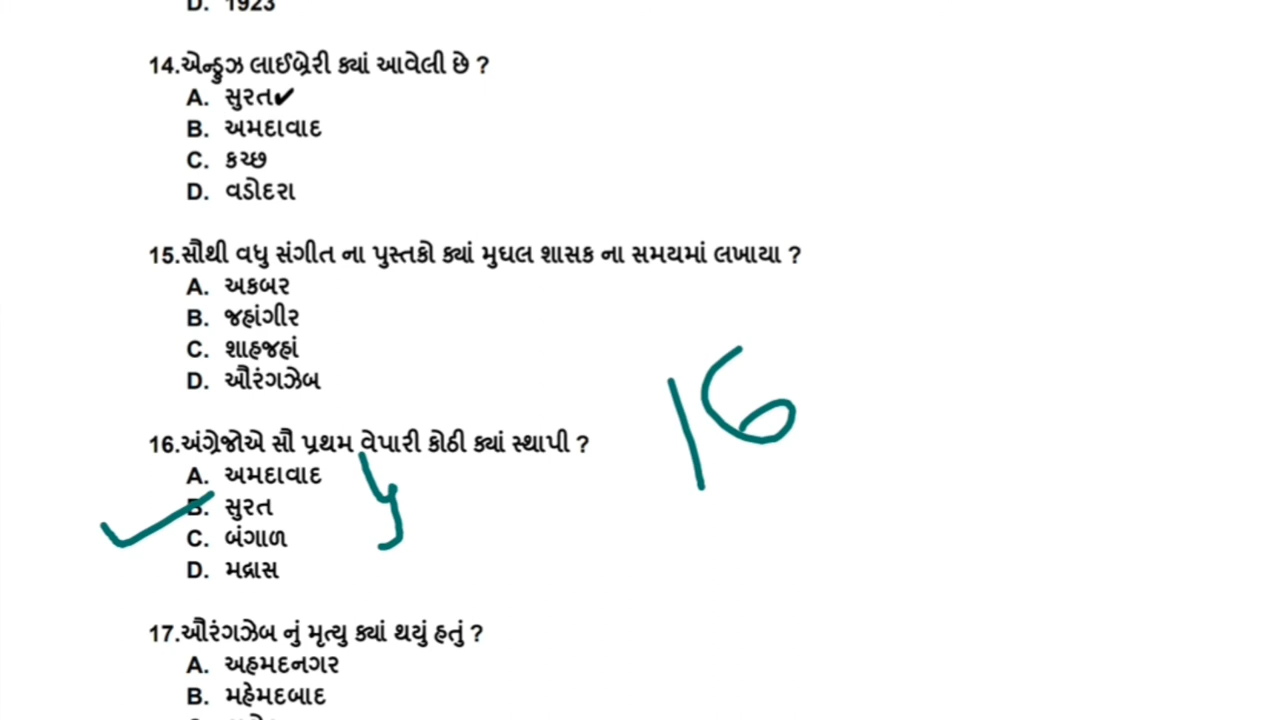 D. 1923
14.એન્ડ્રુઝ લાઈબ્રેરી ક્યાં આવેલી છે ?
A. સુરત✔
B. અમદાવાદ
C. કચ્છ
D. વડોદરા
15.સૌથી વધુ સંગીત ના પુસ્તકો ક્યાં મુઘલ શાસક ના સમયમાં લખાયા ?
A. અકબર
B. જહાંગીર
C. શાહજહાં
D. ઔરંગઝેબ
16
16.અંગ્રેજોએ સૌ પ્રથમ વેપારી કોઠી ક્યાં સ્થાપી ?
A. અમદાવાદ
B. સુરત
C. બંગાળ
D. મદ્રાસ
17.ઔરંગઝેબ નું મૃત્યુ ક્યાં થયું હતું ?
A. અહમદનગર
B. મહેમદબાદ